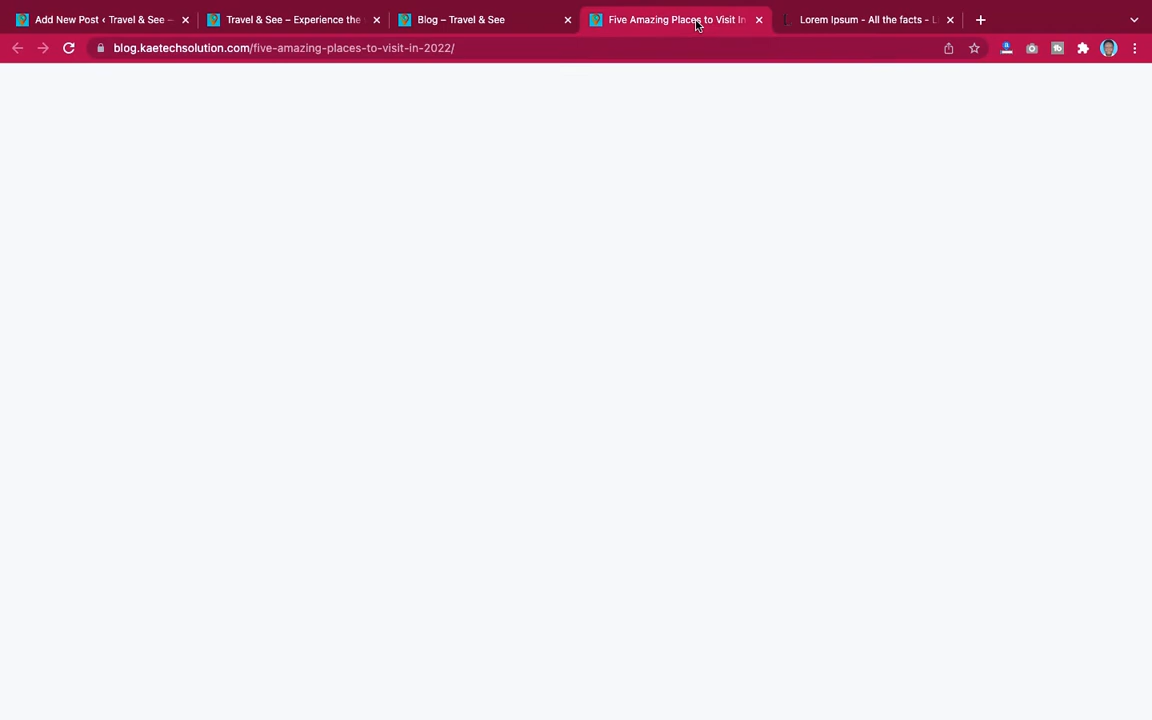 Add New Post ‹ Travel & See –
Travel & See – Experience the
Blog – Travel & See
Five Amazing Places to Visit In
Lorem Ipsum - All the facts - L
blog.kaetechsolution.com/five-amazing-places-to-visit-in-2022/